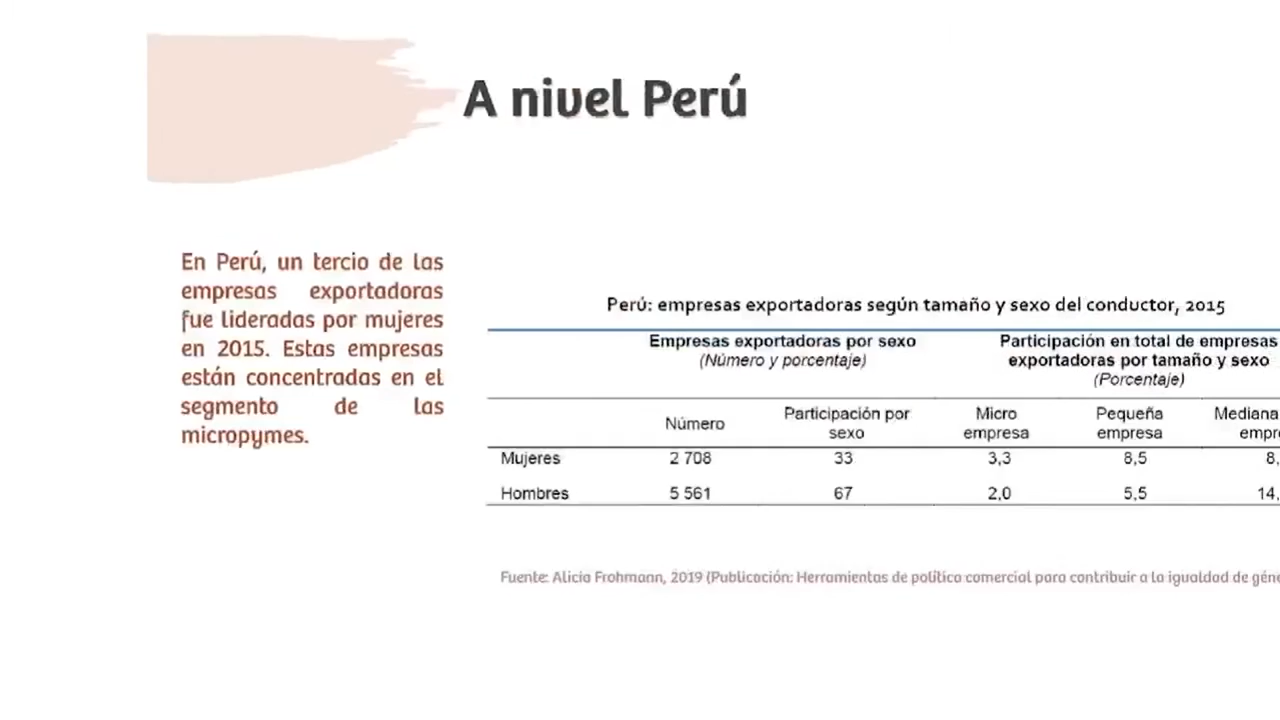 A nivel Perú
En Perú, un tercio de las
empresas exportadoras
fue lideradas por mujeres
en 2015. Estas empresas
están concentradas en el
segmento de las
micropymes.
Perú: empresas exportadoras según tamaño y sexo del conductor, 2015
Empresas exportadoras por sexo
(Número y porcentaje)
Participación en total de empresas
exportadoras por tamaño y sexo
(Porcentaje)
Número Participación por sexo Micro empresa Pequeña empresa Mediana
Mujeres 2 708 33 3,3 8,5 8,
Hombres 5 561 67 2,0 5,5 14,
Fuente: Alicia Frohmann, 2019 (Publicación: Herramientas de política comercial para contribuir a la igualdad de